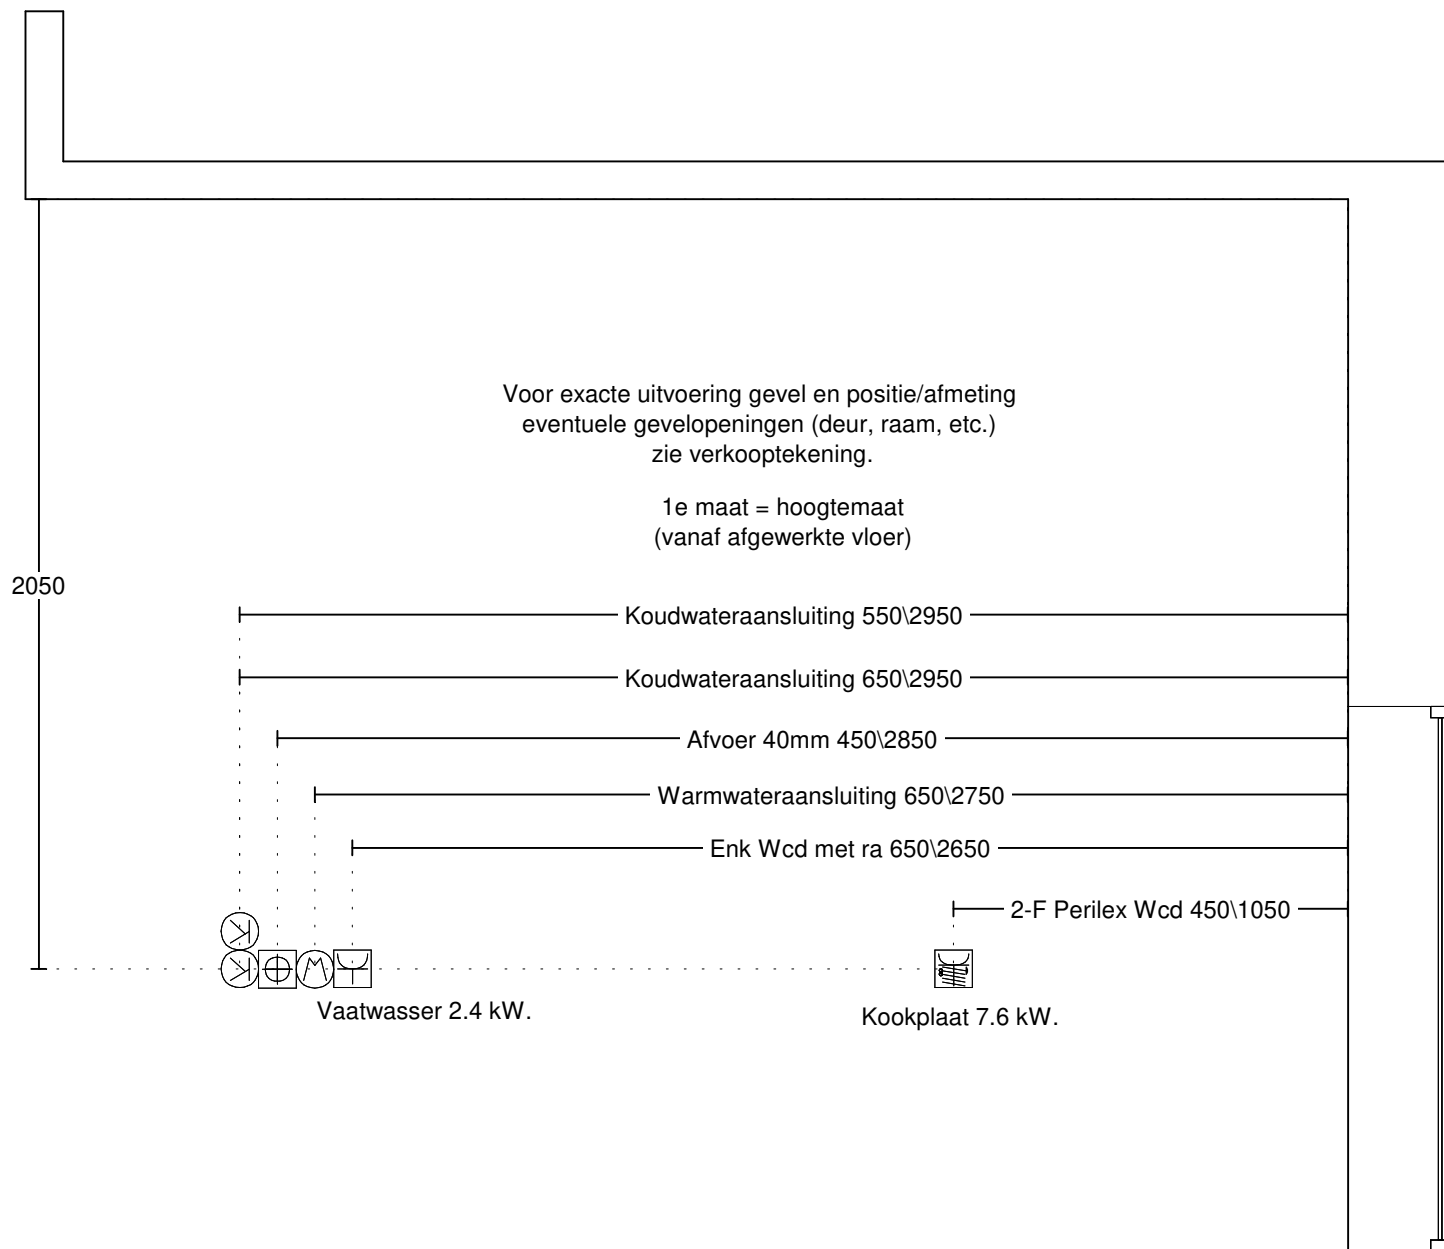 Voor exacte uitvoering gevel en positie/afmeting
eventuele gevelopeningen (deur, raam, etc.)
zie verkooptekening.
1e maat = hoogtemaat
(vanaf afgewerkte vloer)
2050
Koudwateraansluiting 550\2950
Koudwateraansluiting 650\2950
Afvoer 40mm 450\2850
Warmwateraansluiting 650\2750
Enk Wcd met ra 650\2650
2-F Perilex Wcd 450\1050
K
K
M
Vaatwasser 2.4 kW.
Kookplaat 7.6 kW.